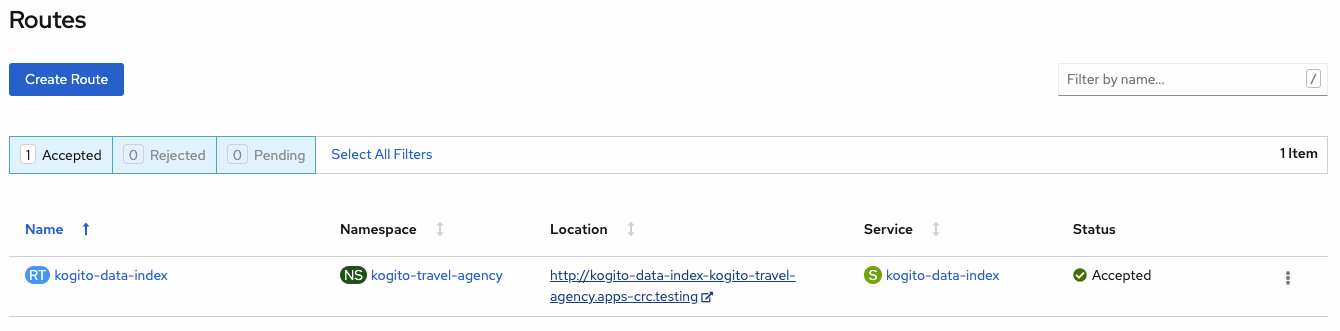 Routes
Create Route
Filter by name...
/
1 Accepted 0 Rejected 0 Pending Select All Filters 1 Item
Name Namespace Location Service Status
RT kogito-data-index NS kogito-travel-agency http://kogito-data-index-kogito-travel- S kogito-data-index Accepted
agency.apps-crc.testing